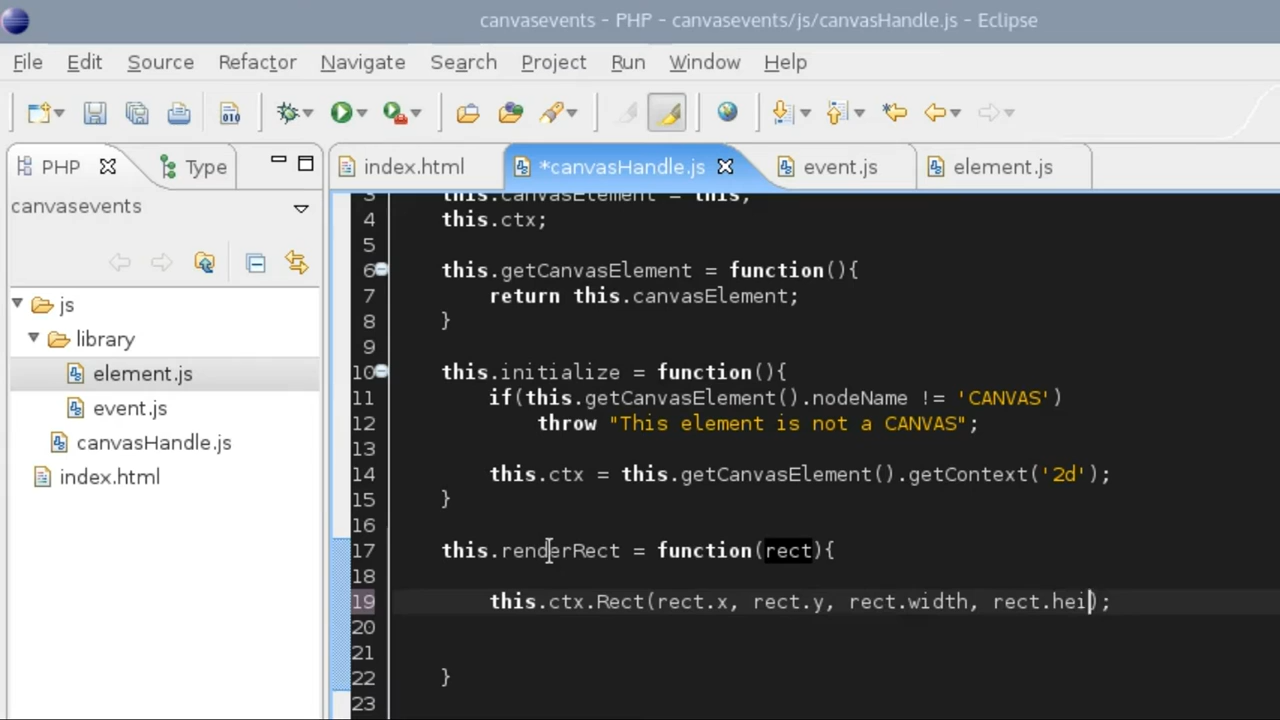 canvasevents - PHP - canvasevents/js/canvasHandle.js - Eclipse
File Edit Source Refactor Navigate Search Project Run Window Help
010
PHP Type
index.html *canvasHandle.js event.js element.js
canvasevents
js
library
element.js
event.js
canvasHandle.js
index.html
3 this.canvasElement = this;
4 this.ctx;
5
6 this.getCanvasElement = function(){
7 return this.canvasElement;
8 }
9
10 this.initialize = function(){
11 if(this.getCanvasElement().nodeName != 'CANVAS')
12 throw "This element is not a CANVAS";
13
14 this.ctx = this.getCanvasElement().getContext('2d');
15 }
16
17 this.renderRect = function(rect){
18
19 this.ctx.Rect(rect.x, rect.y, rect.width, rect.hei);
20
21
22 }
23